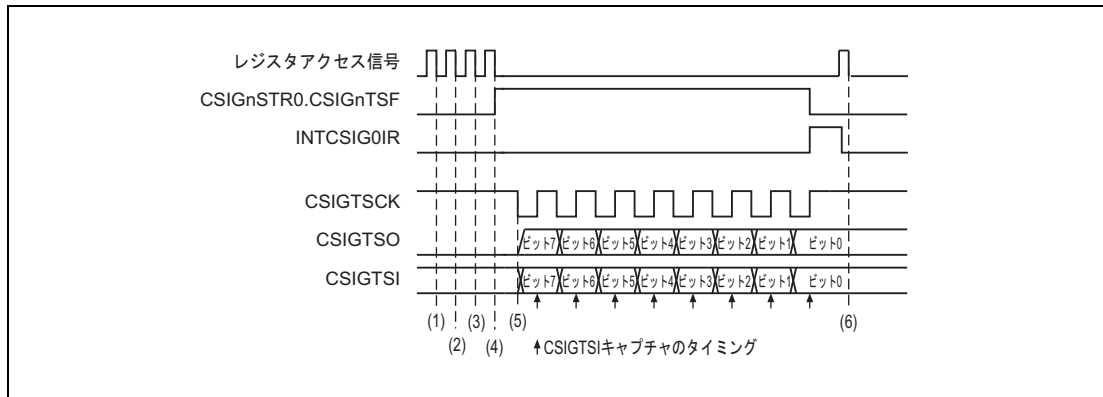 レジスタアクセス信号
CSIGnSTR0.CSIGnTSF
INTCSIG0IR
CSIGTSCK
CSIGTSO
ビット7 ビット6 ビット5 ビット4 ビット3 ビット2 ビット1 ビット0
CSIGTSI
ビット7 ビット6 ビット5 ビット4 ビット3 ビット2 ビット1 ビット0
(1) (3) (5) (6)
(2) (4) CSIGTSIキャプチャのタイミング